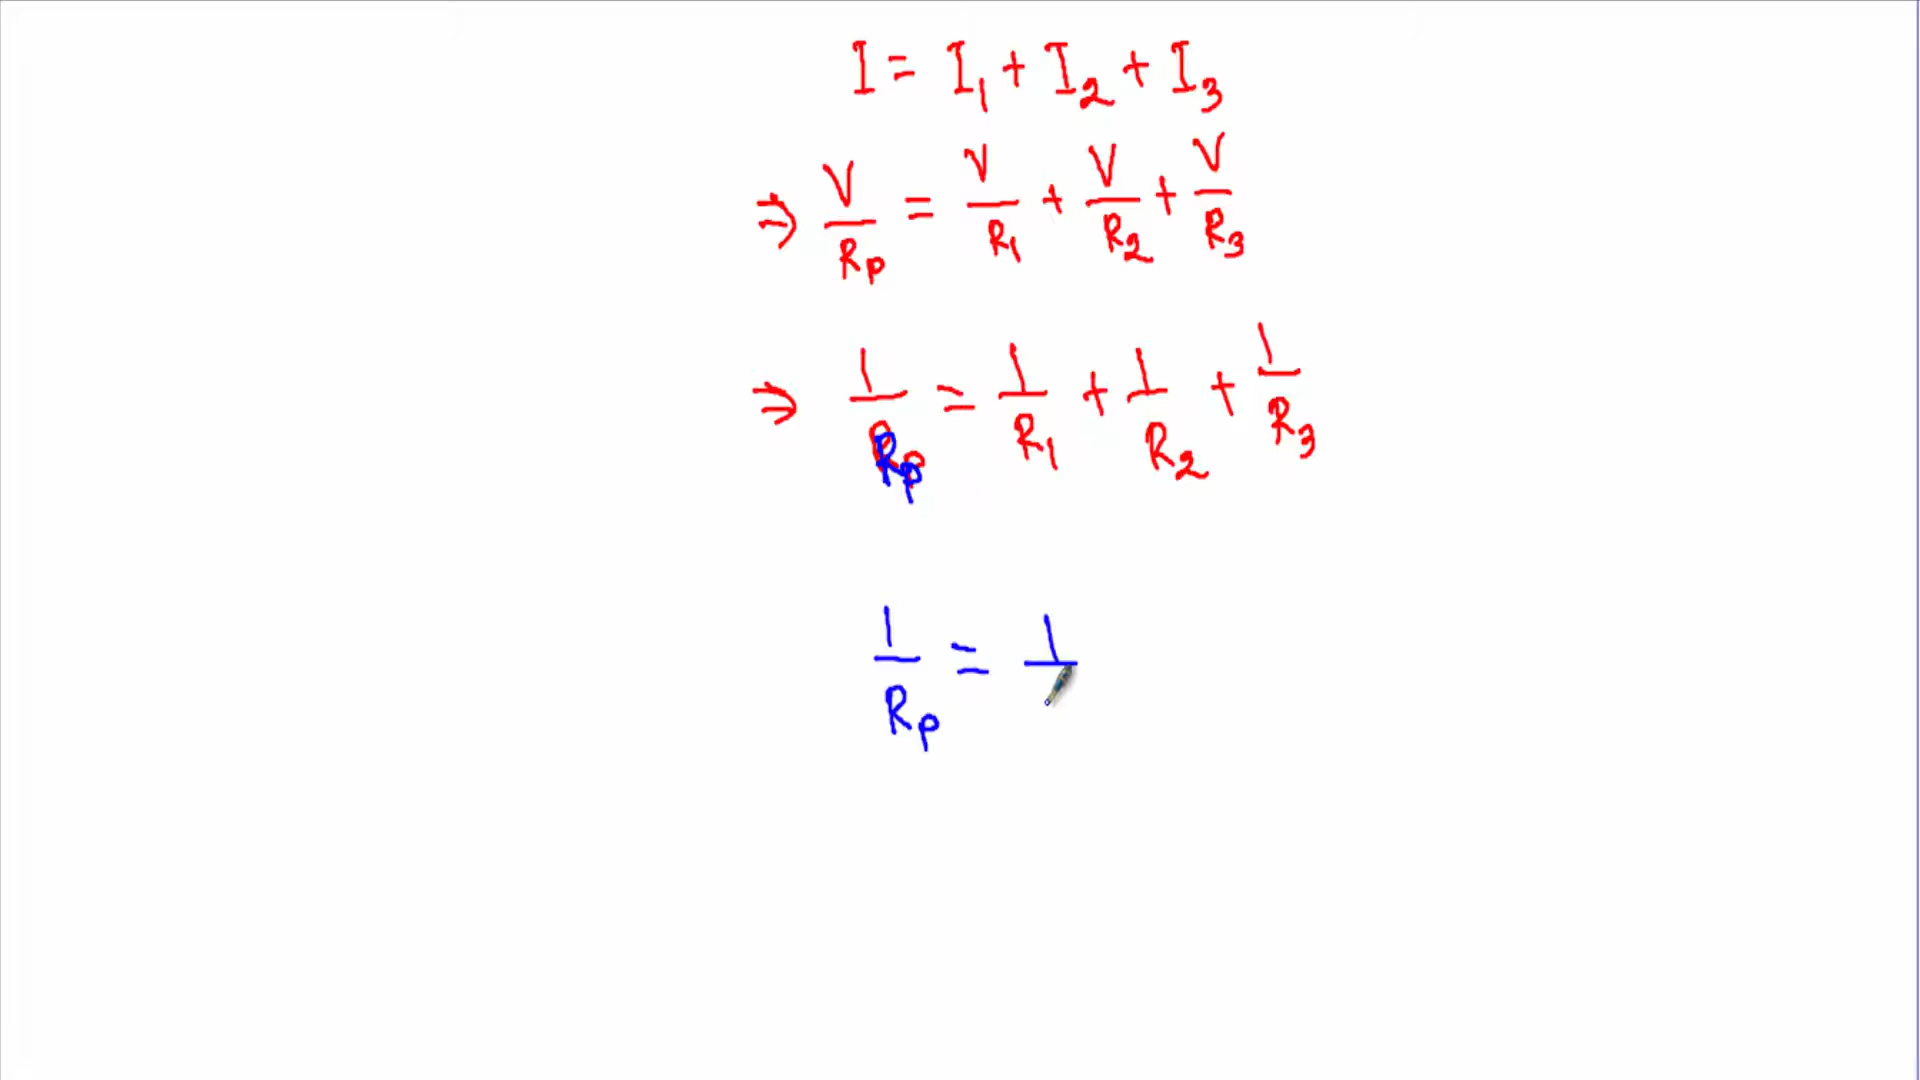 I = I₁ + I₂ + I₃
⇒ V/Rp = V/R₁ + V/R₂ + V/R₃
⇒ 1/Rp = 1/R₁ + 1/R₂ + 1/R₃
1/Rp = 1/